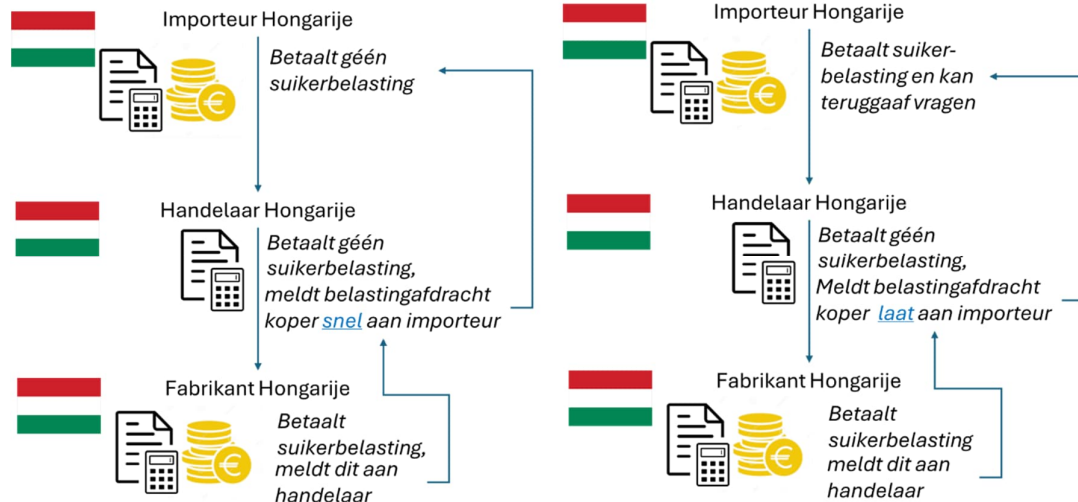 Importeur Hongarije
Betaalt géén
suikerbelasting
Handelaar Hongarije
Betaalt géén
suikerbelasting,
meldt belastingafdracht
koper snel aan importeur
Fabrikant Hongarije
Betaalt
suikerbelasting,
meldt dit aan
handelaar
Importeur Hongarije
Betaalt suiker-
belasting en kan
teruggaaf vragen
Handelaar Hongarije
Betaalt géén
suikerbelasting,
Meldt belastingafdracht
koper laat aan importeur
Fabrikant Hongarije
Betaalt
suikerbelasting
meldt dit aan
handelaar